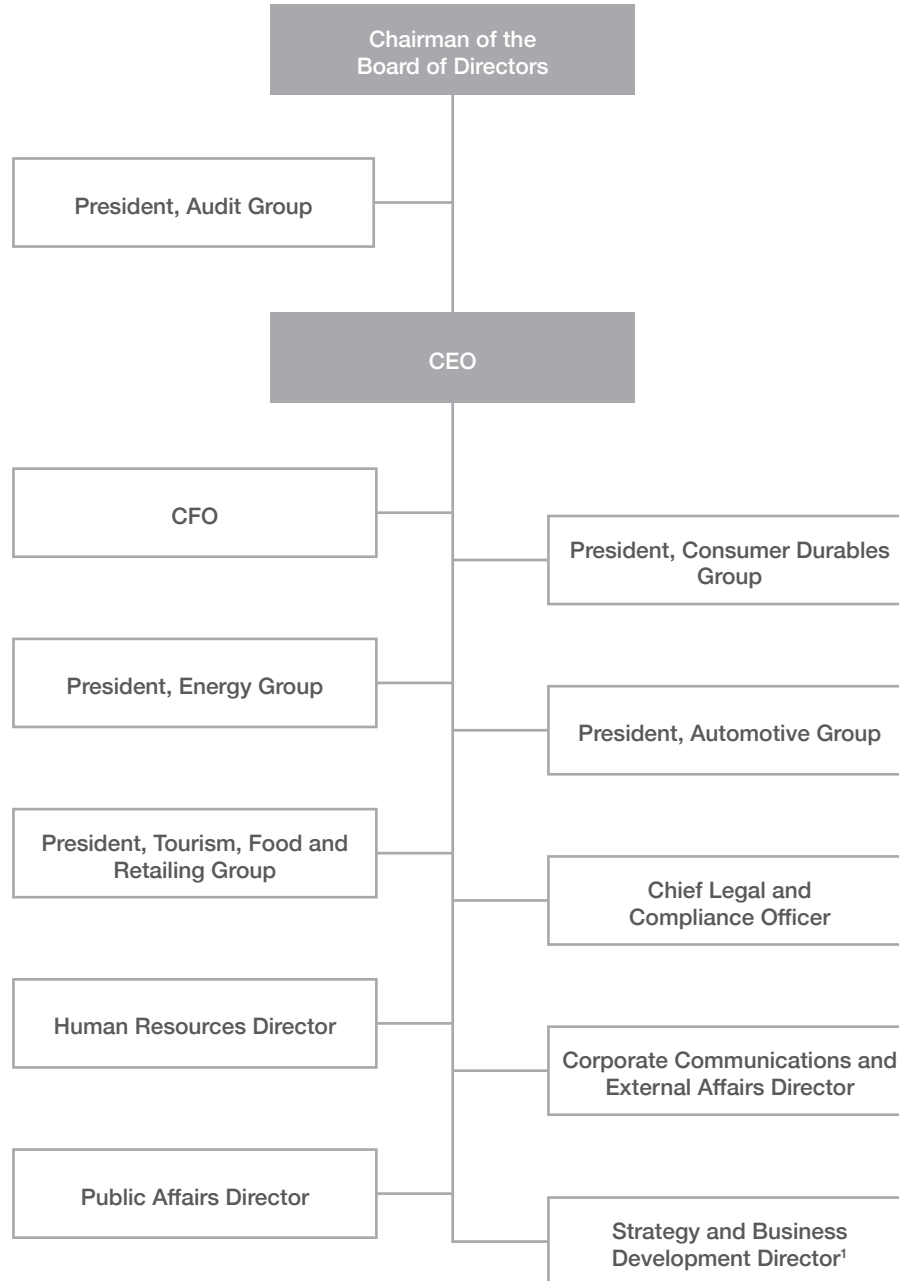 Chairman of the
Board of Directors
President, Audit Group
CEO
CFO
President, Consumer Durables
Group
President, Energy Group
President, Automotive Group
President, Tourism, Food and
Retailing Group
Chief Legal and
Compliance Officer
Human Resources Director
Corporate Communications and
External Affairs Director
Public Affairs Director
Strategy and Business
Development Director¹